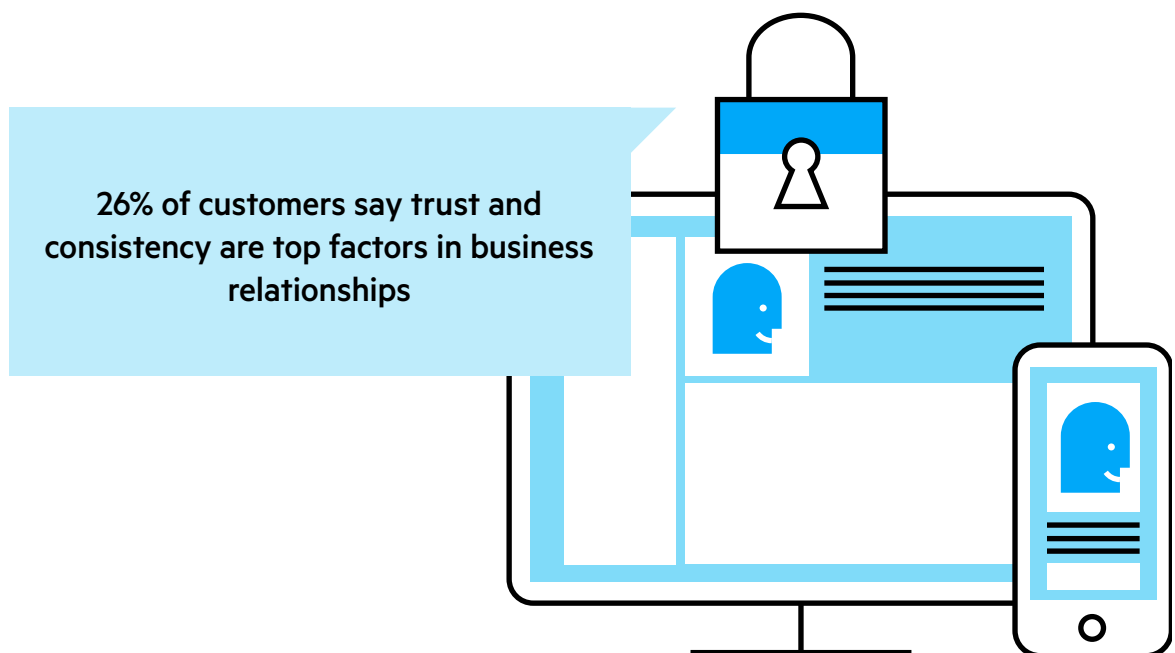 26% of customers say trust and
consistency are top factors in business
relationships